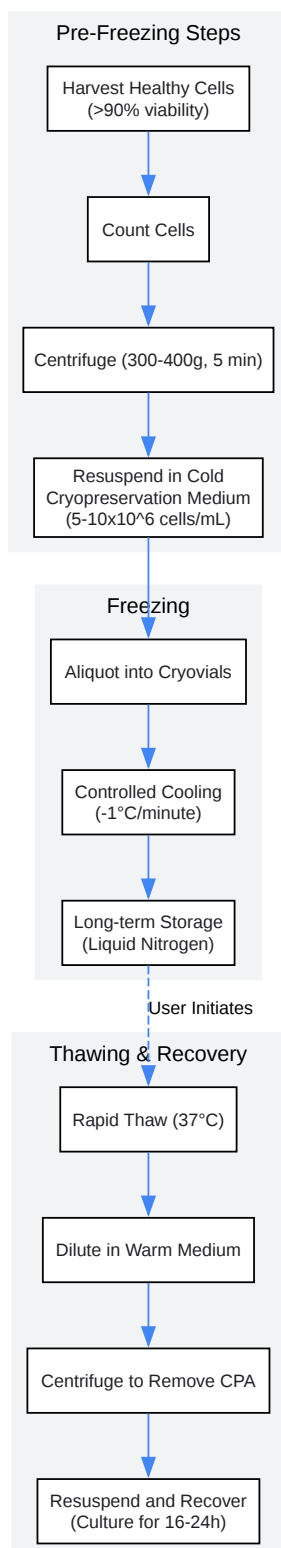 Pre-Freezing Steps
Harvest Healthy Cells
(>90% viability)
Count Cells
Centrifuge (300-400g, 5 min)
Resuspend in Cold
Cryopreservation Medium
(5-10x10^6 cells/mL)
Freezing
Aliquot into Cryovials
Controlled Cooling
(-1°C/minute)
Long-term Storage
(Liquid Nitrogen)
User Initiates
Thawing & Recovery
Rapid Thaw (37°C)
Dilute in Warm Medium
Centrifuge to Remove CPA
Resuspend and Recover
(Culture for 16-24h)